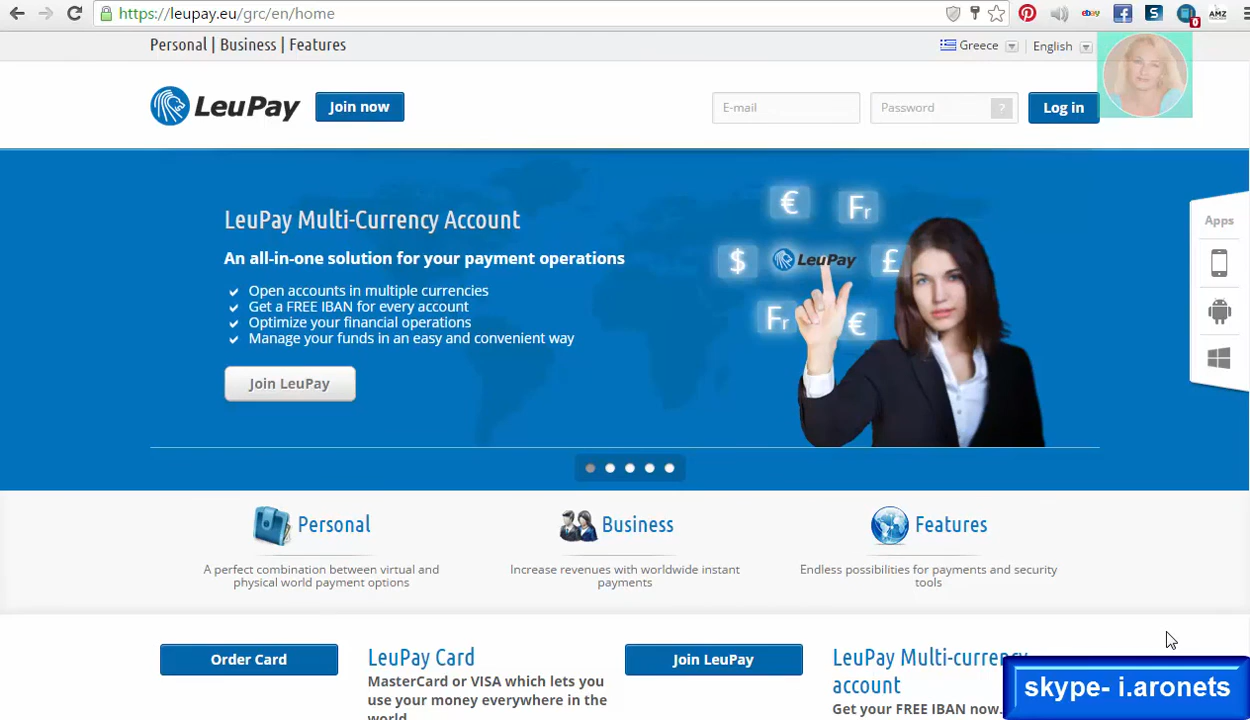 https://leupay.eu/grc/en/home
ebay
AMZ
0
Personal | Business | Features
Greece
English
LeuPay
Join now
E-mail
Password
?
Log in
€
Fr
$
LeuPay
£
Fr
€
LeuPay Multi-Currency Account
An all-in-one solution for your payment operations
Open accounts in multiple currencies
Get a FREE IBAN for every account
Optimize your financial operations
Manage your funds in an easy and convenient way
Join LeuPay
Apps
Personal
A perfect combination between virtual and
physical world payment options
Business
Increase revenues with worldwide instant
payments
Features
Endless possibilities for payments and security
tools
Order Card
LeuPay Card
MasterCard or VISA which lets you
use your money everywhere in the
world
Join LeuPay
LeuPay Multi-currency
account
Get your FREE IBAN now.
skype- i.aronets